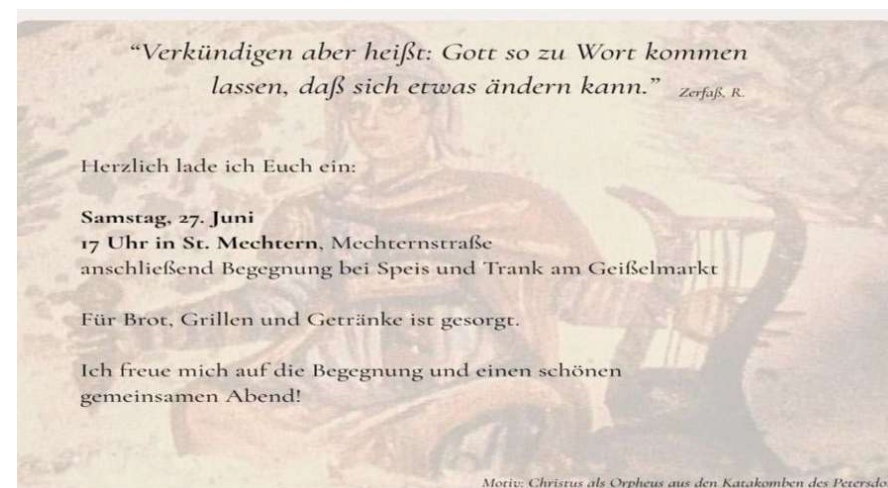 “Verkündigen aber heißt: Gott so zu Wort kommen
lassen, daß sich etwas ändern kann.” Zerfaß, R.
Herzlich lade ich Euch ein:
Samstag, 27. Juni
17 Uhr in St. Mechtern, Mechternstraße
anschließend Begegnung bei Speis und Trank am Geißelmarkt
Für Brot, Grillen und Getränke ist gesorgt.
Ich freue mich auf die Begegnung und einen schönen
gemeinsamen Abend!
Motiv: Christus als Orpheus aus den Katakomben des Petersdo